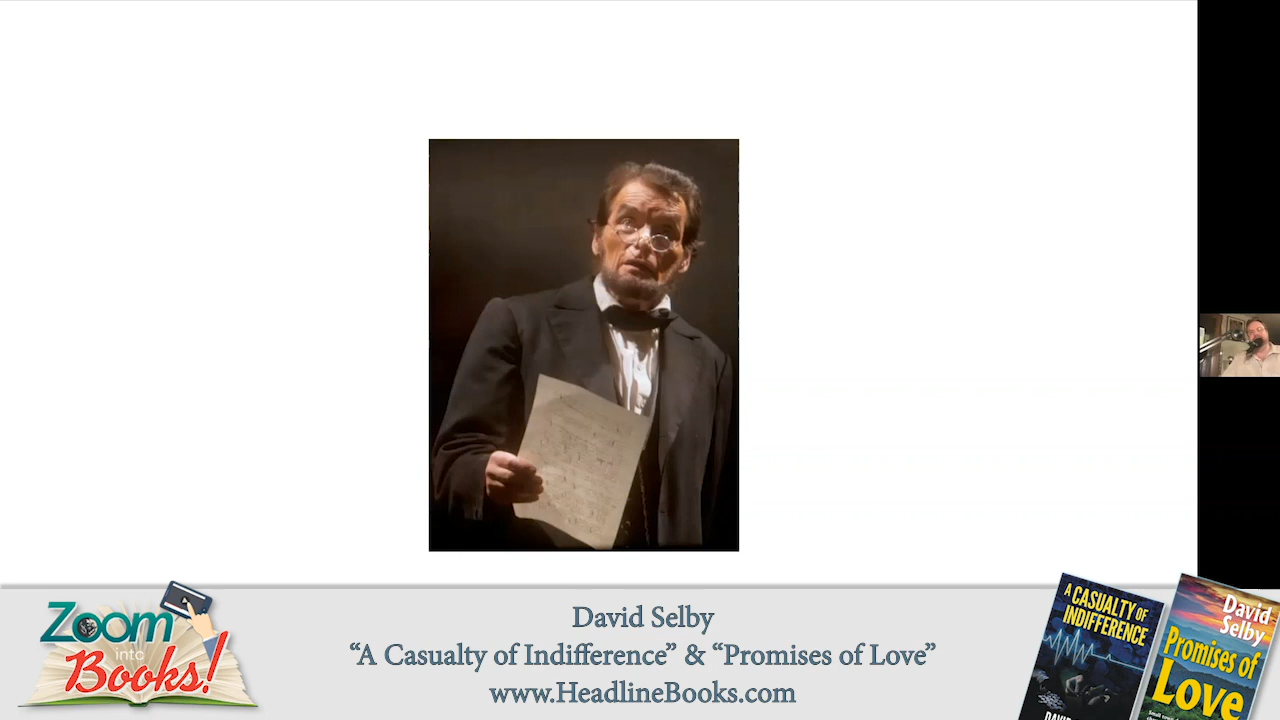 Zoom
into
Books!
David Selby
“A Casualty of Indifference” & “Promises of Love”
www.HeadlineBooks.com
A CASUALTY OF
INDIFFERENCE
David
Selby
Promises of
Love